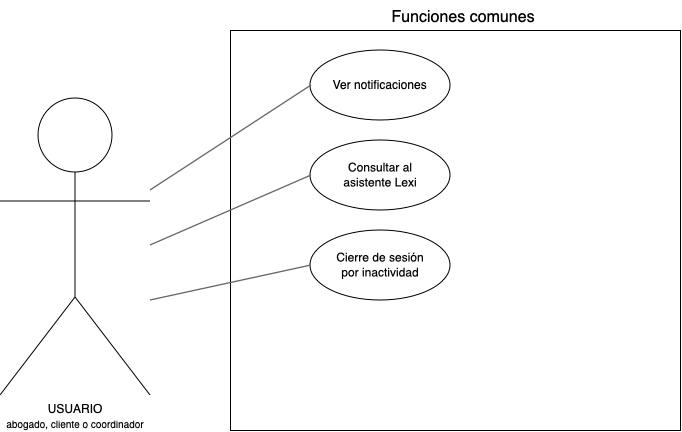 Funciones comunes
Ver notificaciones
Consultar al
asistente Lexi
Cierre de sesión
por inactividad
USUARIO
abogado, cliente o coordinador